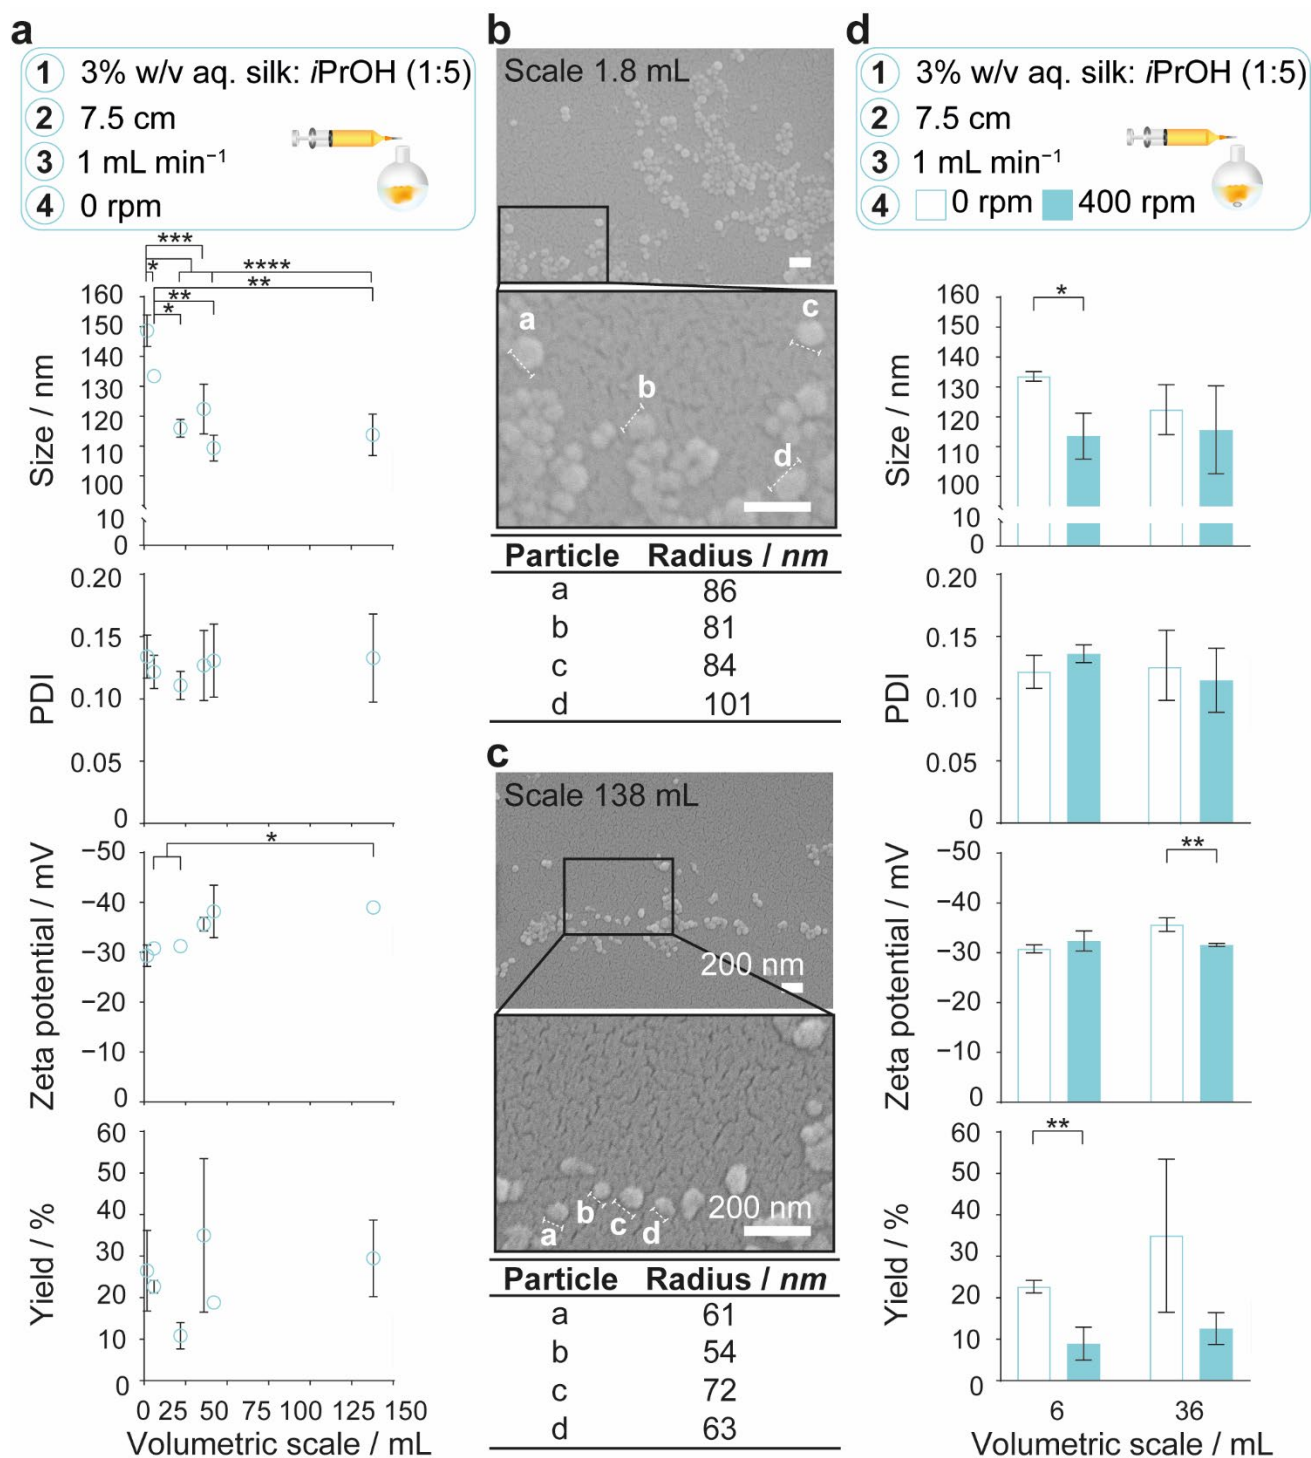 a
1 3% w/v aq. silk: iPrOH (1:5)
2 7.5 cm
3 1 mL min⁻¹
4 0 rpm
***
* ****
**
**
*
160
150
140
130
120
110
100
10
0
Size / nm
0.20
0.15
0.10
0.05
0
PDI
*
−50
−40
−30
−20
−10
0
Zeta potential / mV
60
50
40
30
20
10
0
Yield / %
0 25 50 75 100 125 150
Volumetric scale / mL
b
Scale 1.8 mL
a
c
b
d
Particle Radius / nm
a 86
b 81
c 84
d 101
c
Scale 138 mL
200 nm
a
b
c
d
200 nm
Particle Radius / nm
a 61
b 54
c 72
d 63
d
1 3% w/v aq. silk: iPrOH (1:5)
2 7.5 cm
3 1 mL min⁻¹
4 0 rpm 400 rpm
*
160
150
140
130
120
110
100
10
0
Size / nm
0.20
0.15
0.10
0.05
0
PDI
**
−50
−40
−30
−20
−10
0
Zeta potential / mV
**
60
50
40
30
20
10
0
Yield / %
6 36
Volumetric scale / mL